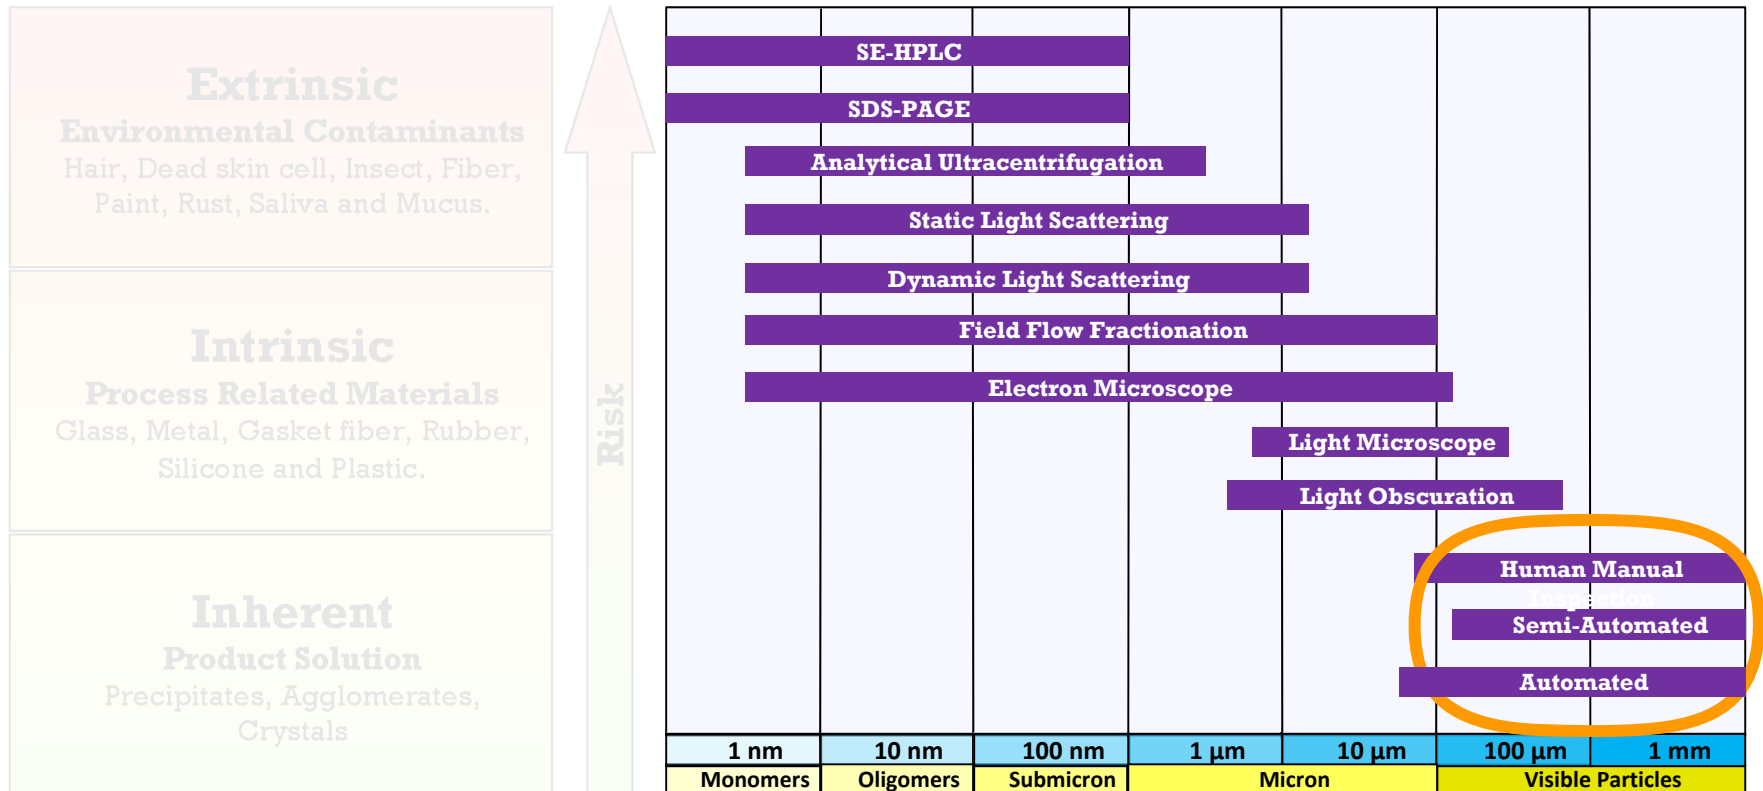 Extrinsic
Environmental Contaminants
Hair, Dead skin cell, Insect, Fiber,
Paint, Rust, Saliva and Mucus.
Intrinsic
Process Related Materials
Glass, Metal, Gasket fiber, Rubber,
Silicone and Plastic.
Inherent
Product Solution
Precipitates, Agglomerates,
Crystals
Risk
SE-HPLC
SDS-PAGE
Analytical Ultracentrifugation
Static Light Scattering
Dynamic Light Scattering
Field Flow Fractionation
Electron Microscope
Light Microscope
Light Obscuration
Human Manual
Inspection
Semi-Automated
Automated
1 nm
10 nm
100 nm
1 µm
10 µm
100 µm
1 mm
Monomers
Oligomers
Submicron
Micron
Visible Particles